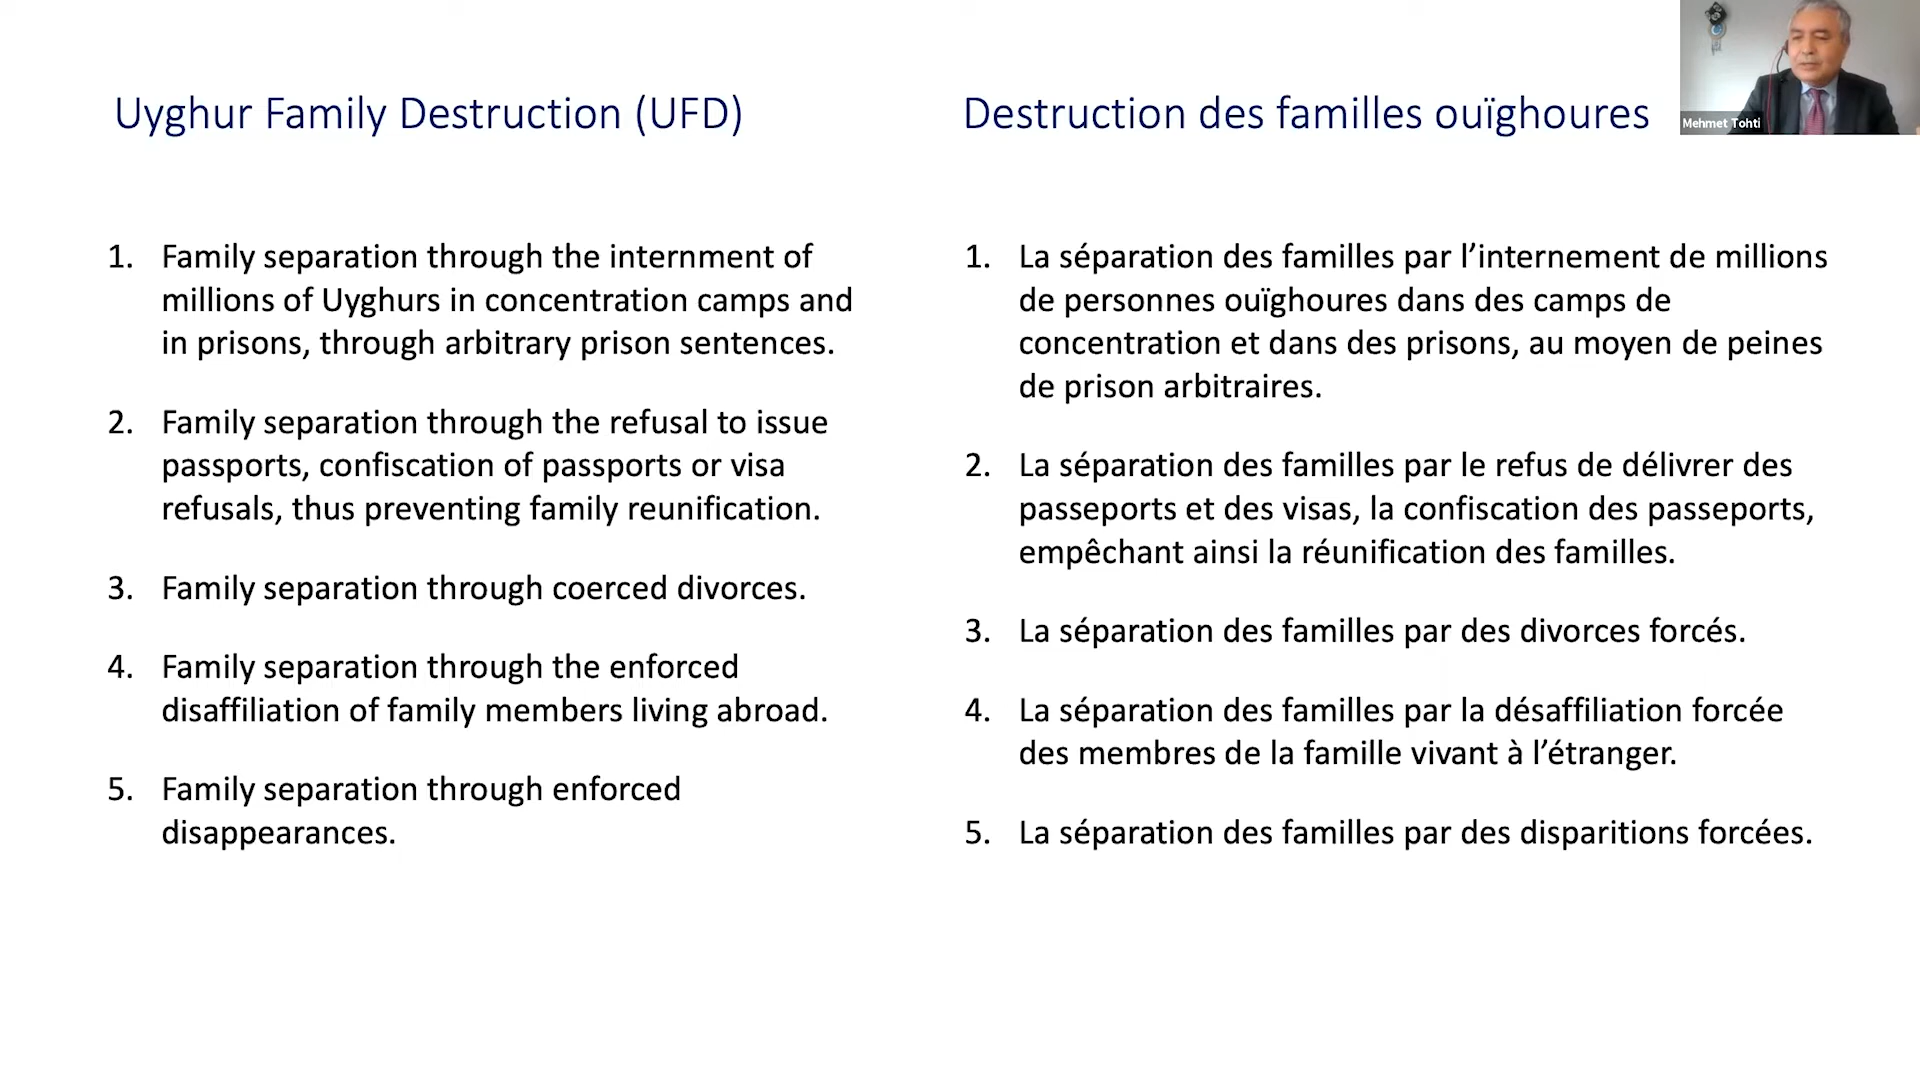 Uyghur Family Destruction (UFD)
1. Family separation through the internment of
millions of Uyghurs in concentration camps and
in prisons, through arbitrary prison sentences.
2. Family separation through the refusal to issue
passports, confiscation of passports or visa
refusals, thus preventing family reunification.
3. Family separation through coerced divorces.
4. Family separation through the enforced
disaffiliation of family members living abroad.
5. Family separation through enforced
disappearances.
Destruction des familles ouïghoures
1. La séparation des familles par l’internement de millions
de personnes ouïghoures dans des camps de
concentration et dans des prisons, au moyen de peines
de prison arbitraires.
2. La séparation des familles par le refus de délivrer des
passeports et des visas, la confiscation des passeports,
empêchant ainsi la réunification des familles.
3. La séparation des familles par des divorces forcés.
4. La séparation des familles par la désaffiliation forcée
des membres de la famille vivant à l’étranger.
5. La séparation des familles par des disparitions forcées.
Mehmet Tohti